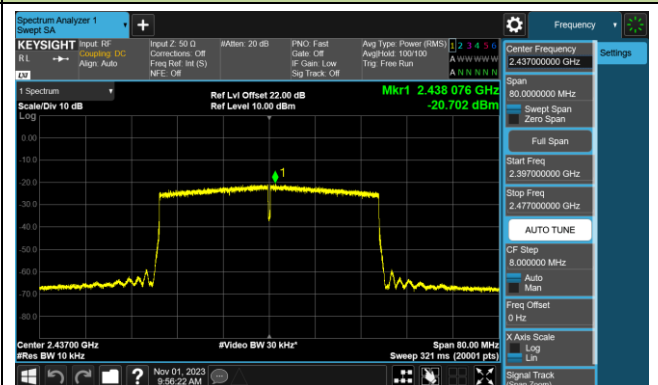 Spectrum Analyzer 1
Swept SA
Frequency
KEYSIGHT
RL
LXI
Input: RF
Coupling: DC
Align: Auto
Input Z: 50 Ω
Corrections: Off
Freq Ref: Int (S)
NFE: Off
#Atten: 20 dB
PNO: Fast
Gate: Off
IF Gain: Low
Sig Track: Off
Avg Type: Power (RMS)
Avg|Hold: 100/100
Trig: Free Run
1 2 3 4 5 6
A W W W W W
A N N N N N
1 Spectrum
Scale/Div 10 dB
Log
Ref Lvl Offset 22.00 dB
Ref Level 10.00 dBm
Mkr1 2.438 076 GHz
-20.702 dBm
0.00
-10.0
-20.0
-30.0
-40.0
-50.0
-60.0
-70.0
-80.0
1
Center 2.43700 GHz
#Res BW 10 kHz
#Video BW 30 kHz*
Span 80.00 MHz
Sweep 321 ms (20001 pts)
Nov 01, 2023
9:56:22 AM
Center Frequency
2.437000000 GHz
Settings
Span
80.0000000 MHz
Swept Span
Zero Span
Full Span
Start Freq
2.397000000 GHz
Stop Freq
2.477000000 GHz
AUTO TUNE
CF Step
8.000000 MHz
Auto
Man
Freq Offset
0 Hz
X Axis Scale
Log
Lin
Signal Track
(Span Zoom)